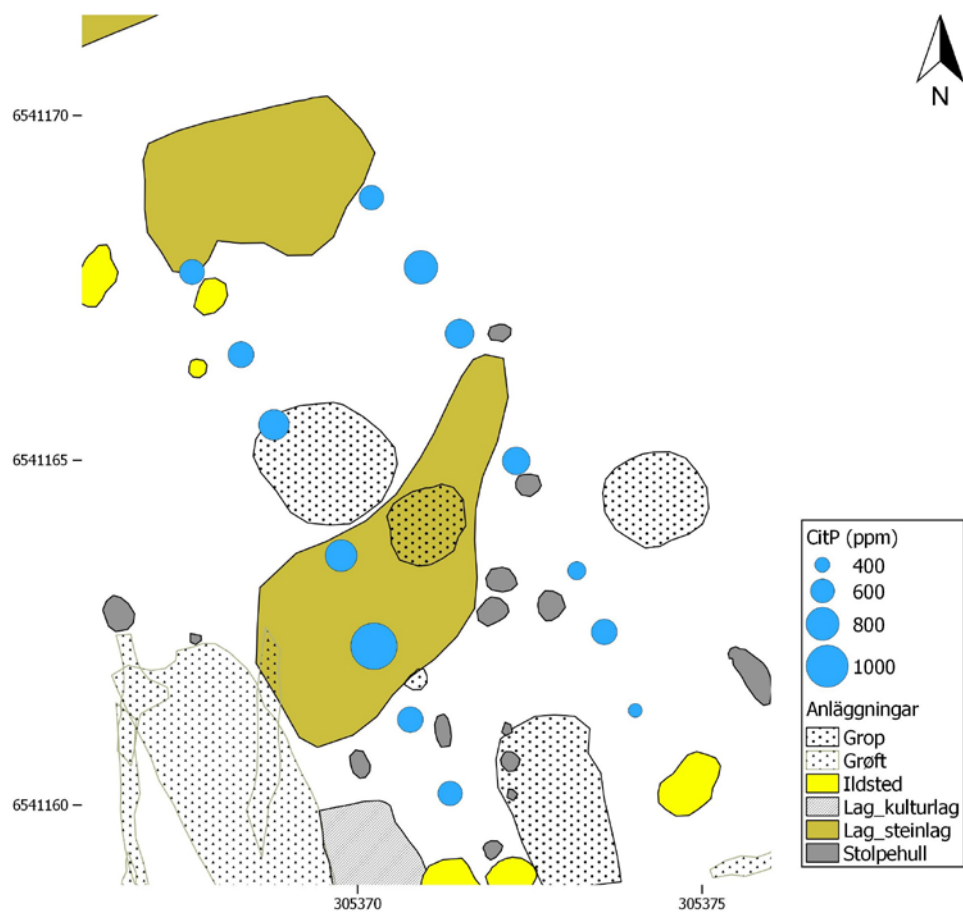 N
6541170
6541165
6541160
305370
305375
CitP (ppm)
400
600
800
1000
Anläggningar
Grop
Grøft
Ildsted
Lag_kulturlag
Lag_steinlag
Stolpehull